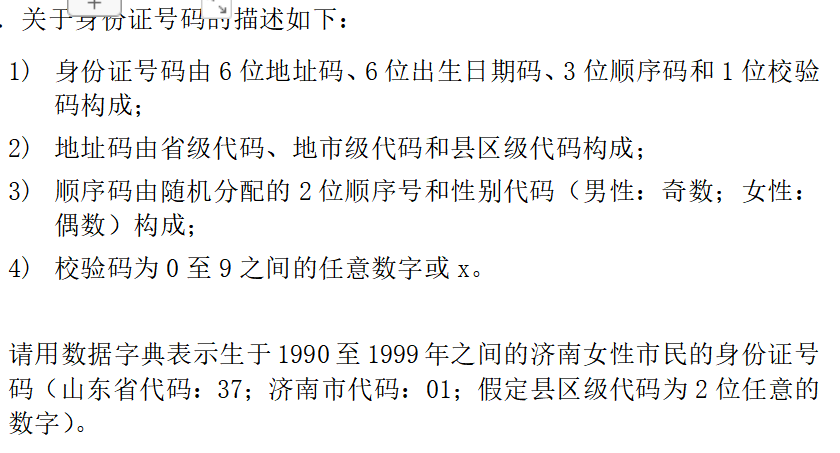 . 关于身份证号码的描述如下：
1) 身份证号码由 6 位地址码、6 位出生日期码、3 位顺序码和 1 位校验
码构成；
2) 地址码由省级代码、地市级代码和县区级代码构成；
3) 顺序码由随机分配的 2 位顺序号和性别代码（男性：奇数；女性：
偶数）构成；
4) 校验码为 0 至 9 之间的任意数字或 x。
请用数据字典表示生于 1990 至 1999 年之间的济南女性市民的身份证号
码（山东省代码：37；济南市代码：01；假定县区级代码为 2 位任意的
数字）。